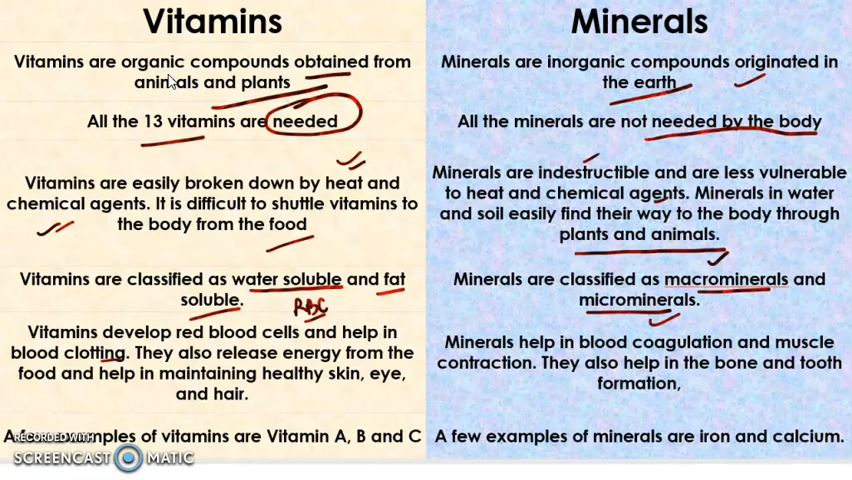 Vitamins
Vitamins are organic compounds obtained from
animals and plants
All the 13 vitamins are needed
Vitamins are easily broken down by heat and
chemical agents. It is difficult to shuttle vitamins to
the body from the food
Vitamins are classified as water soluble and fat
soluble.
RBC
Vitamins develop red blood cells and help in
blood clotting. They also release energy from the
food and help in maintaining healthy skin, eye,
and hair.
A few examples of vitamins are Vitamin A, B and C
Minerals
Minerals are inorganic compounds originated in
the earth
All the minerals are not needed by the body
Minerals are indestructible and are less vulnerable
to heat and chemical agents. Minerals in water
and soil easily find their way to the body through
plants and animals.
Minerals are classified as macrominerals and
microminerals.
Minerals help in blood coagulation and muscle
contraction. They also help in the bone and tooth
formation,
A few examples of minerals are iron and calcium.
RECORDED WITH
SCREENCAST MATIC